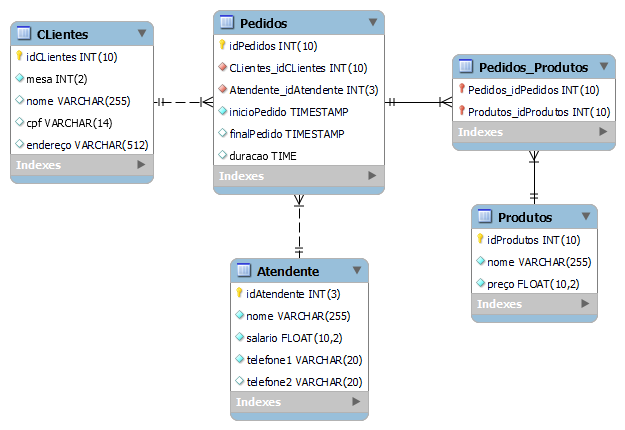 CLientes
idCLientes INT(10)
mesa INT(2)
nome VARCHAR(255)
cpf VARCHAR(14)
endereço VARCHAR(512)
Indexes
Pedidos
idPedidos INT(10)
CLientes_idCLientes INT(10)
Atendente_idAtendente INT(3)
inicioPedido TIMESTAMP
finalPedido TIMESTAMP
duracao TIME
Indexes
Pedidos_Produtos
Pedidos_idPedidos INT(10)
Produtos_idProdutos INT(10)
Indexes
Produtos
idProdutos INT(10)
nome VARCHAR(255)
preço FLOAT(10,2)
Indexes
Atendente
idAtendente INT(3)
nome VARCHAR(255)
salario FLOAT(10,2)
telefone1 VARCHAR(20)
telefone2 VARCHAR(20)
Indexes